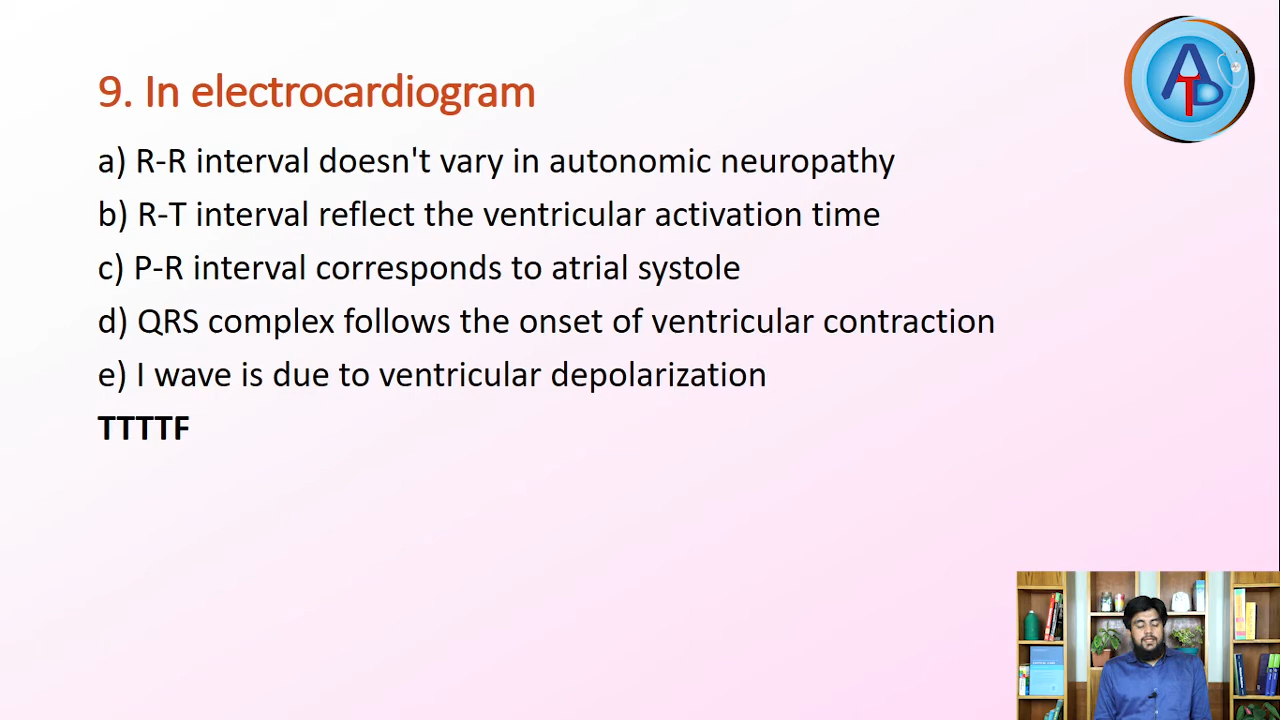 9. In electrocardiogram
ATD
a) R-R interval doesn't vary in autonomic neuropathy
b) R-T interval reflect the ventricular activation time
c) P-R interval corresponds to atrial systole
d) QRS complex follows the onset of ventricular contraction
e) I wave is due to ventricular depolarization
TTTTF